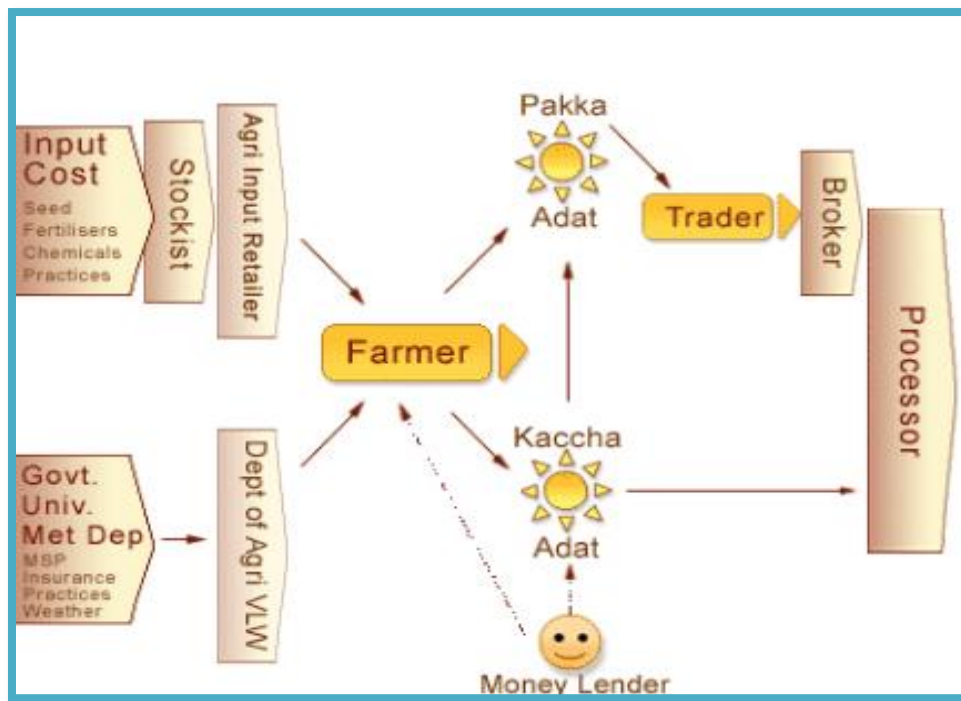 Input
Cost
Seed
Fertilisers
Chemicals
Practices
Stockist
Agri Input Retailer
Pakka
Adat
Trader
Broker
Processor
Farmer
Govt.
Univ.
Met Dep
MSP
Insurance
Practices
Weather
Dept of Agri VLW
Kaccha
Adat
Money Lender